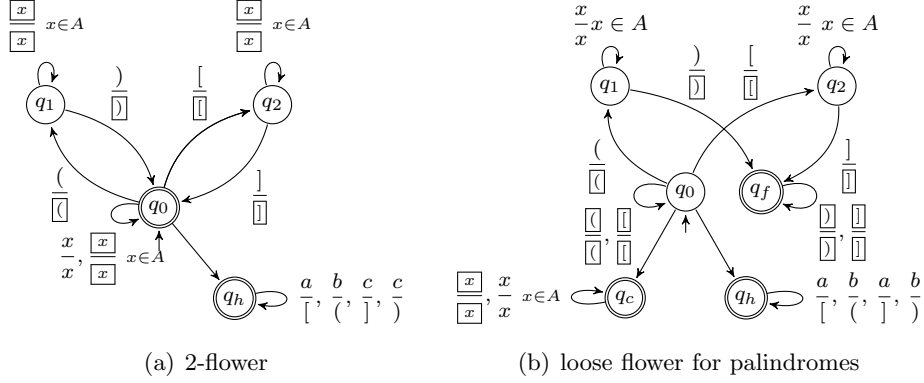 x/x x∈A
x/x x∈A
q1
)/)
[/[
q2
(/(
]/]
q0
x/x, x/x x∈A
qh
a/[, b/(, c/], c/)
(a) 2-flower
x/x x ∈ A
x/x x ∈ A
q1
)/)
[/[
q2
(/(
]/]
q0
qf
(/(, [/[
)/), ]/]
x/x, x/x x∈A
qc
qh
a/[, b/(, a/], b/)
(b) loose flower for palindromes